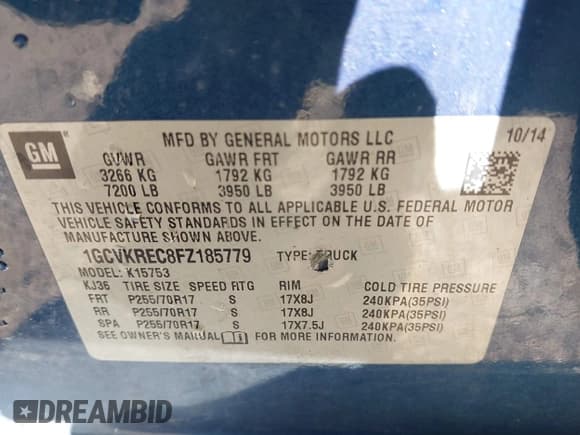 MFD BY GENERAL MOTORS LLC 10/14
GM
GVWR GAWR FRT GAWR RR
3266 KG 1792 KG 1792 KG
7200 LB 3950 LB 3950 LB
THIS VEHICLE CONFORMS TO ALL APPLICABLE U.S. FEDERAL MOTOR
VEHICLE SAFETY STANDARDS IN EFFECT ON THE DATE OF
MANUFACTURE SHOWN ABOVE.
1GCVKREC8FZ185779 TYPE: TRUCK
MODEL: K15753
KJ36 TIRE SIZE SPEED RTG RIM COLD TIRE PRESSURE
FRT P255/70R17 S 17X8J 240KPA(35PSI)
RR P255/70R17 S 17X8J 240KPA(35PSI)
SPA P255/70R17 S 17X7.5J 240KPA(35PSI)
SEE OWNER'S MANUAL FOR MORE INFORMATION.
DREAMBID